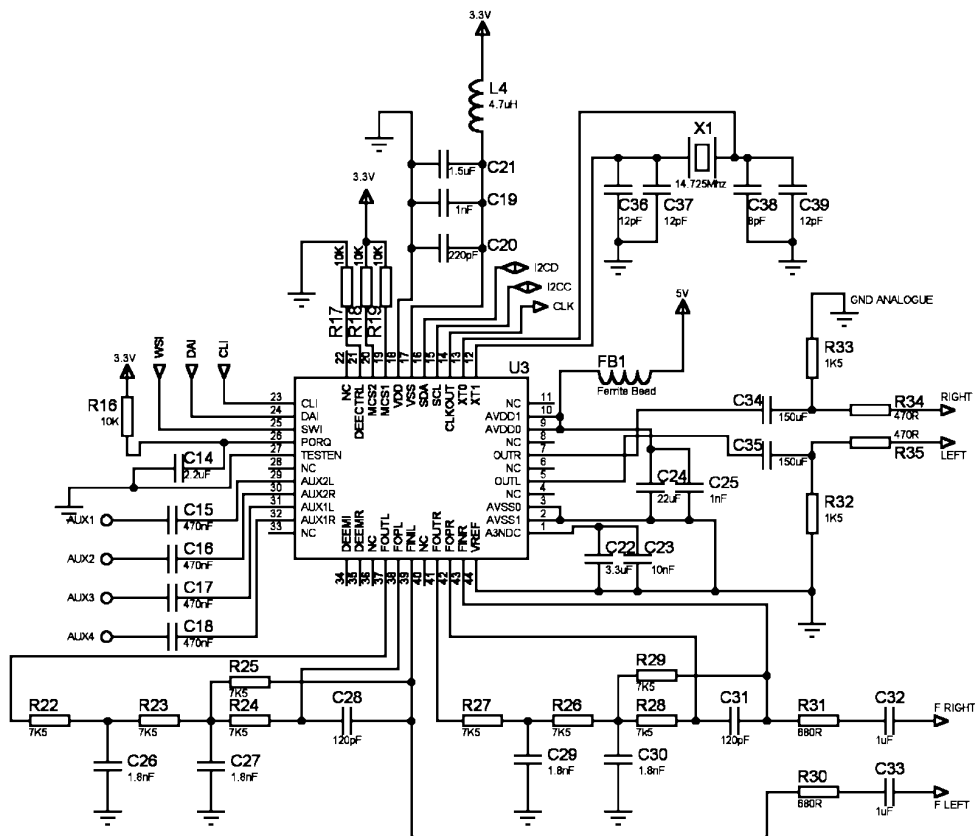 3.3V
L4
4.7uH
C21
1.5uF
C19
1nF
C20
220pF
3.3V
10K
10K
10K
R17
R18
R19
X1
14.725Mhz
C36
12pF
C37
12pF
C38
8pF
C39
12pF
I2CD
I2CC
CLK
5V
GND ANALOGUE
FB1
Ferrite Bead
R33
1K5
WSI
DAI
CLI
3.3V
R16
10K
C14
2.2uF
U3
22 21 20 19 18 17 16 15 14 13 12
NC
DEECTRL
MCS2
MCS1
VDD
VSS
SDA
SCL
CLKOUT
XT0
XT1
23 CLI
24 DAI
25 SWI
26 PORQ
27 TESTEN
28 NC
29 AUX2L
30 AUX2R
31 AUX1L
32 AUX1R
33 NC
NC 11
AVDD1 10
AVDD0 9
NC 8
OUTR 7
NC 6
OUTL 5
NC 4
AVSS0 3
AVSS1 2
A3NDC 1
DEEMI
DEEMR
NC
FOUTL
FOPL
FINIL
NC
FOUTR
FOPR
FINR
VREF
34 35 36 37 38 39 40 41 42 43 44
C34
150uF
R34
470R
RIGHT
C35
150uF
470R
R35
LEFT
C24
22uF
C25
1nF
R32
1K5
C22
3.3uF
C23
10nF
AUX1
C15
470nF
AUX2
C16
470nF
AUX3
C17
470nF
AUX4
C18
470nF
R25
7K5
R22
7K5
R23
7K5
R24
7K5
C28
120pF
C26
1.8nF
C27
1.8nF
R29
7K5
R27
7K5
R26
7K5
R28
7k5
C31
120pF
R31
680R
C32
1uF
F RIGHT
C29
1.8nF
C30
1.8nF
R30
680R
C33
1uF
F LEFT